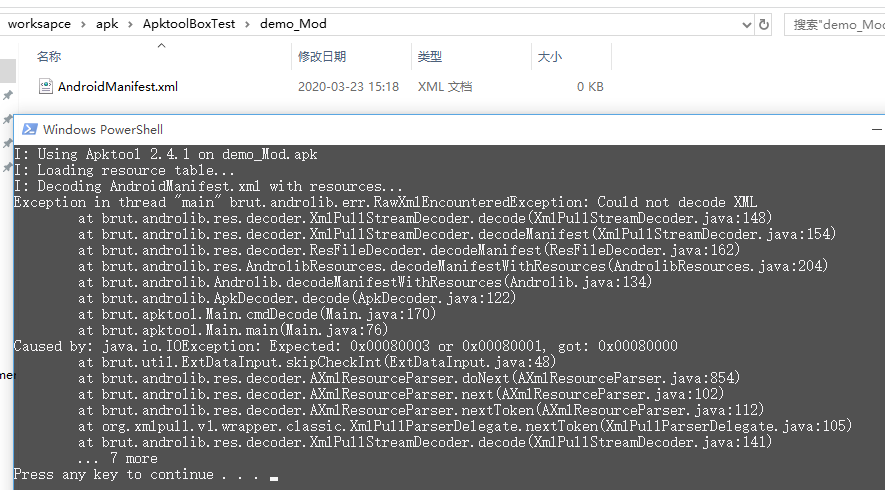 worksapce > apk > ApktoolBoxTest > demo_Mod
搜索"demo_Mod
名称 修改日期 类型 大小
AndroidManifest.xml 2020-03-23 15:18 XML 文档 0 KB
Windows PowerShell
I: Using Apktool 2.4.1 on demo_Mod.apk
I: Loading resource table...
I: Decoding AndroidManifest.xml with resources...
Exception in thread "main" brut.androlib.err.RawXmlEncounteredException: Could not decode XML
at brut.androlib.res.decoder.XmlPullStreamDecoder.decode(XmlPullStreamDecoder.java:148)
at brut.androlib.res.decoder.XmlPullStreamDecoder.decodeManifest(XmlPullStreamDecoder.java:154)
at brut.androlib.res.decoder.ResFileDecoder.decodeManifest(ResFileDecoder.java:162)
at brut.androlib.res.AndrolibResources.decodeManifestWithResources(AndrolibResources.java:204)
at brut.androlib.Androlib.decodeManifestWithResources(Androlib.java:134)
at brut.androlib.ApkDecoder.decode(ApkDecoder.java:122)
at brut.apktool.Main.cmdDecode(Main.java:170)
at brut.apktool.Main.main(Main.java:76)
Caused by: java.io.IOException: Expected: 0x00080003 or 0x00080001, got: 0x00080000
at brut.util.ExtDataInput.skipCheckInt(ExtDataInput.java:48)
at brut.androlib.res.decoder.AXmlResourceParser.doNext(AXmlResourceParser.java:854)
at brut.androlib.res.decoder.AXmlResourceParser.next(AXmlResourceParser.java:102)
at brut.androlib.res.decoder.AXmlResourceParser.nextToken(AXmlResourceParser.java:112)
at org.xmlpull.v1.wrapper.classic.XmlPullParserDelegate.nextToken(XmlPullParserDelegate.java:105)
at brut.androlib.res.decoder.XmlPullStreamDecoder.decode(XmlPullStreamDecoder.java:141)
... 7 more
Press any key to continue . . .